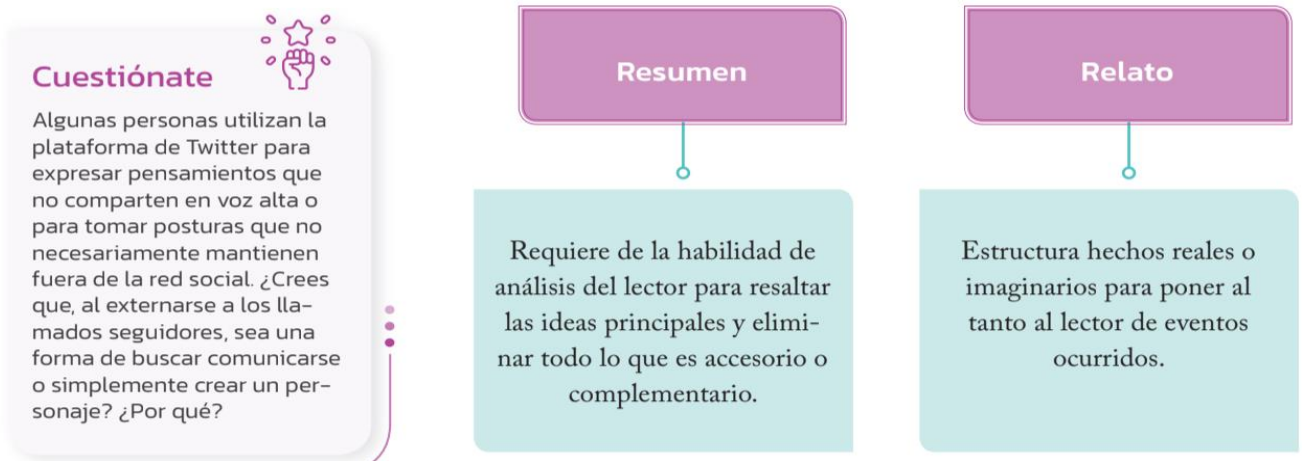 Cuestiónate
Algunas personas utilizan la
plataforma de Twitter para
expresar pensamientos que
no comparten en voz alta o
para tomar posturas que no
necesariamente mantienen
fuera de la red social. ¿Crees
que, al externarse a los lla-
mados seguidores, sea una
forma de buscar comunicarse
o simplemente crear un per-
sonaje? ¿Por qué?
Resumen
Requiere de la habilidad de
análisis del lector para resaltar
las ideas principales y elimi-
nar todo lo que es accesorio o
complementario.
Relato
Estructura hechos reales o
imaginarios para poner al
tanto al lector de eventos
ocurridos.